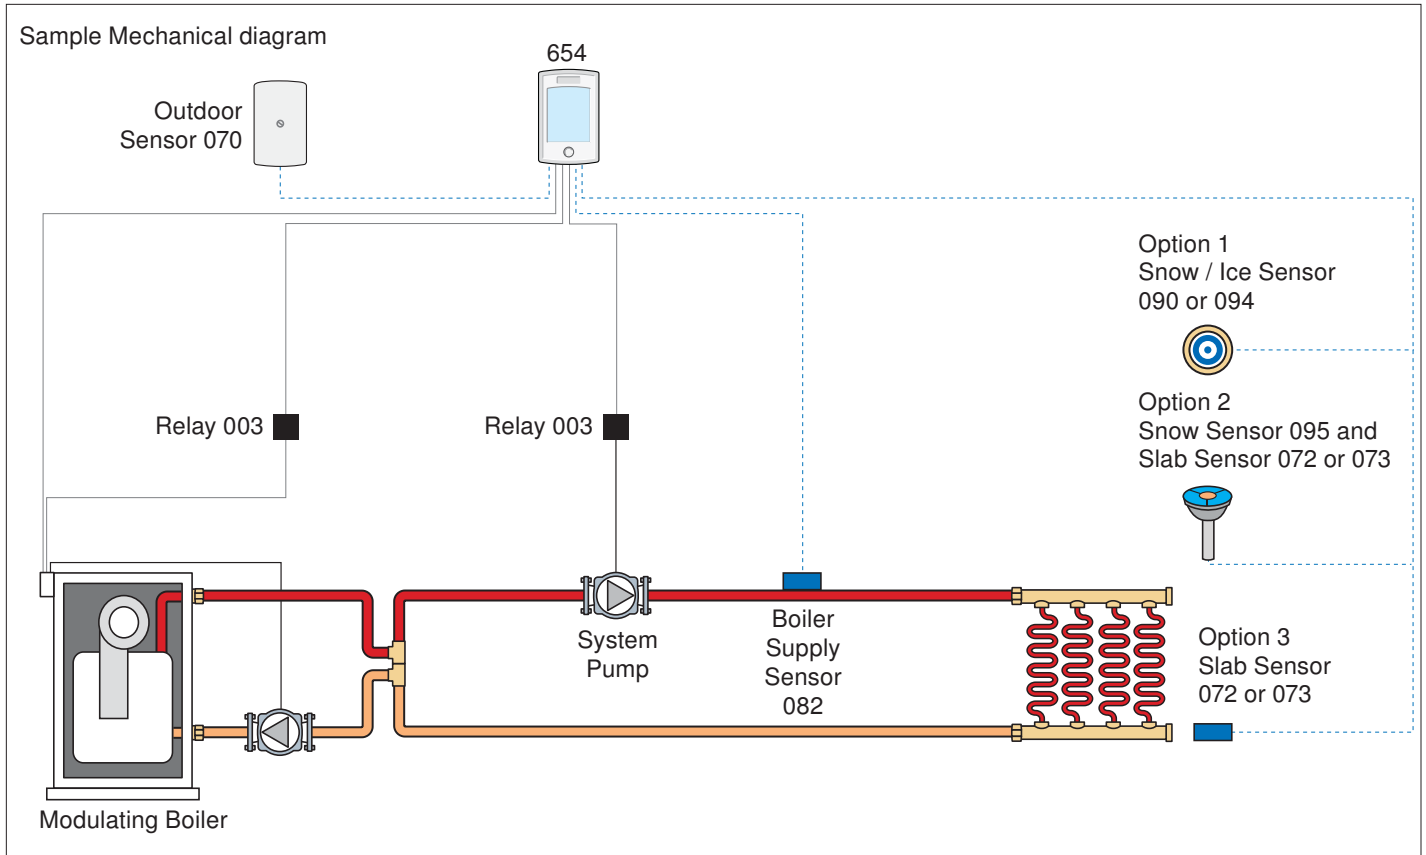 Sample Mechanical diagram
654
Outdoor
Sensor 070
Option 1
Snow / Ice Sensor
090 or 094
Option 2
Snow Sensor 095 and
Slab Sensor 072 or 073
Relay 003
Relay 003
System
Pump
Boiler
Supply
Sensor
082
Option 3
Slab Sensor
072 or 073
Modulating Boiler